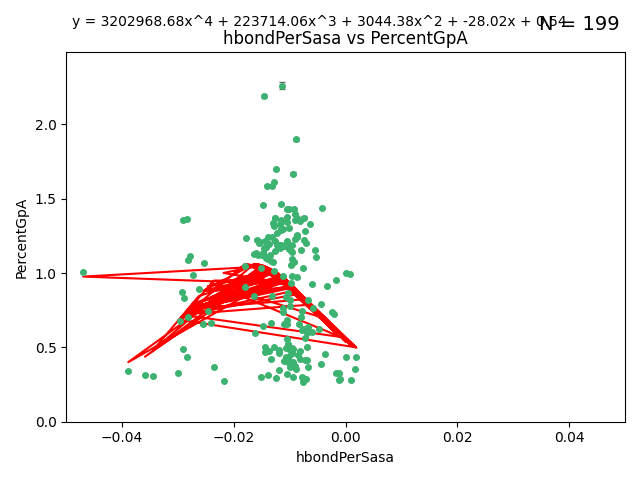 y = 3202968.68x^4 + 223714.06x^3 + 3044.38x^2 + -28.02x + 0.54
N = 199
hbondPerSasa vs PercentGpA
PercentGpA
2.0
1.5
1.0
0.5
0.0
−0.04 −0.02 0.00 0.02 0.04
hbondPerSasa